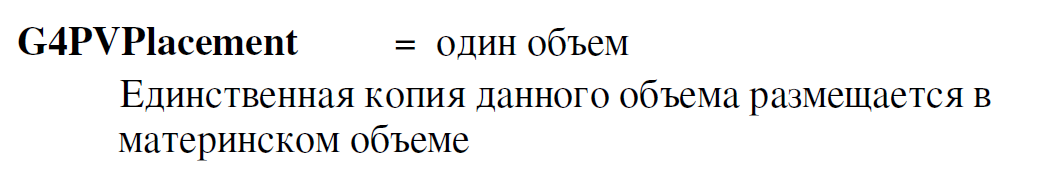 G4PVPlacement = один объем
Единственная копия данного объема размещается в
материнском объеме